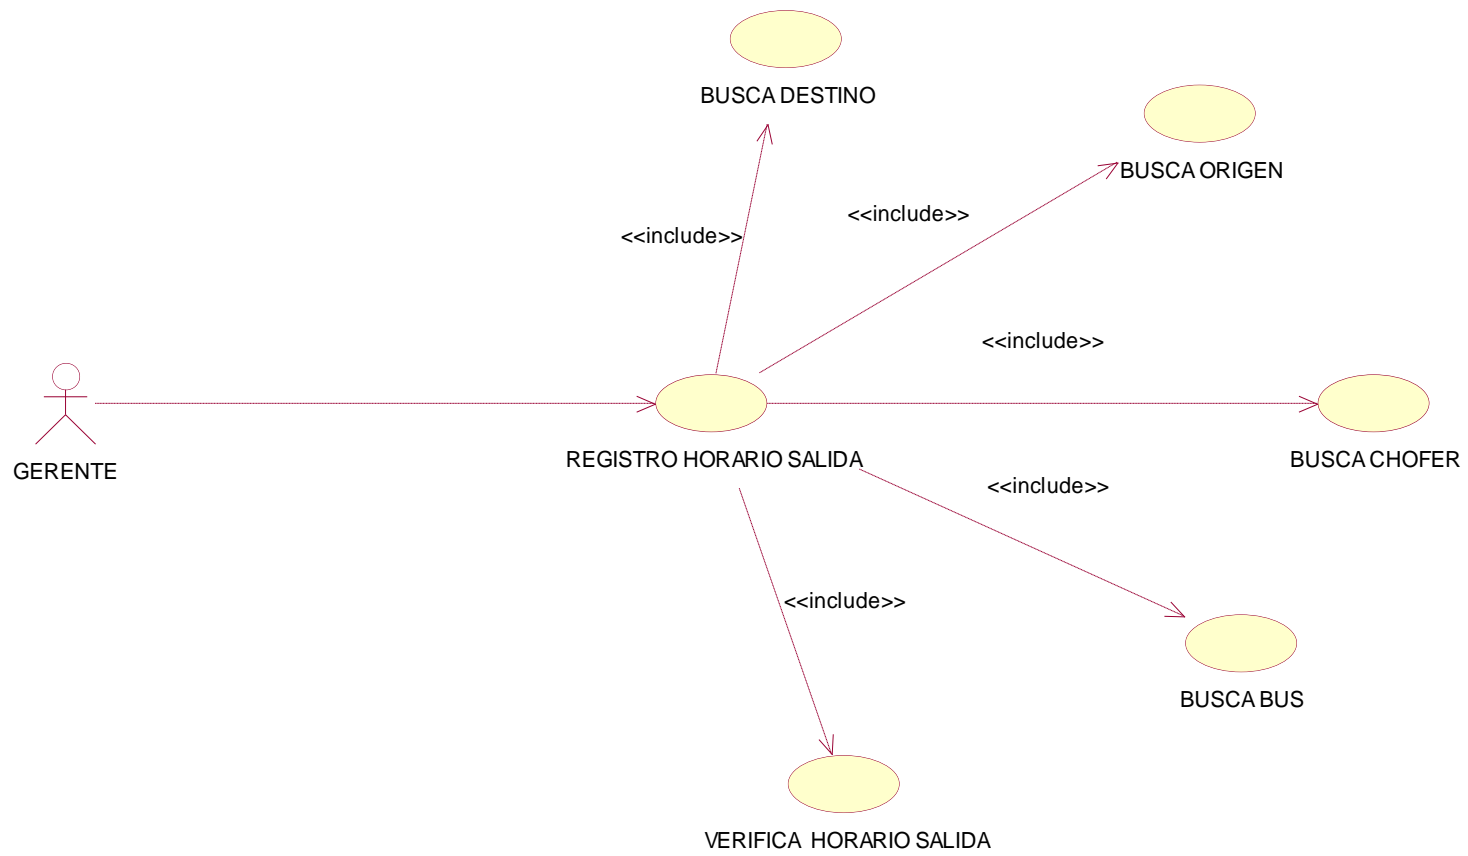 BUSCA DESTINO
BUSCA ORIGEN
<<include>>
<<include>>
<<include>>
GERENTE
REGISTRO HORARIO SALIDA
BUSCA CHOFER
<<include>>
<<include>>
BUSCA BUS
VERIFICA HORARIO SALIDA